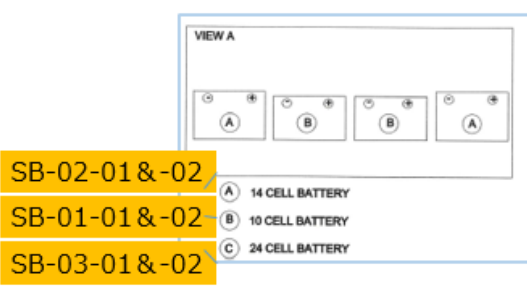 VIEW A
- + - + - + - +
A B B A
SB-02-01&-02
A 14 CELL BATTERY
SB-01-01&-02
B 10 CELL BATTERY
SB-03-01&-02
C 24 CELL BATTERY